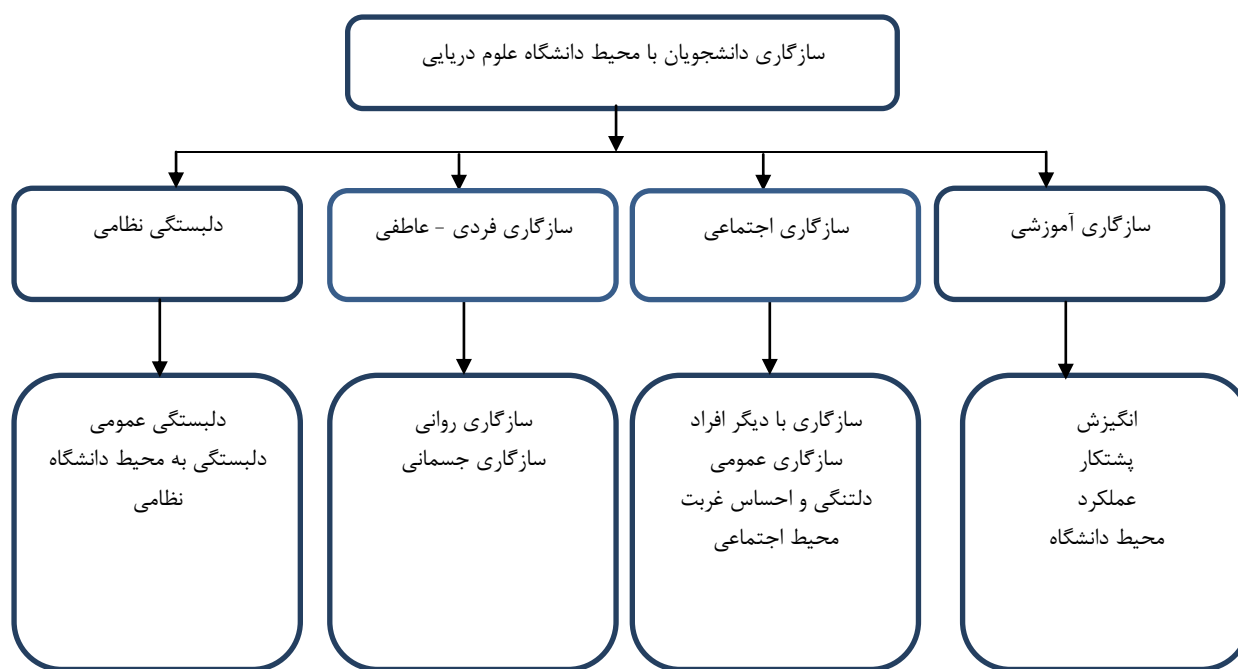 سازگاری دانشجویان با محیط دانشگاه علوم دریایی
سازگاری آموزشی
سازگاری اجتماعی
سازگاری فردی - عاطفی
دلبستگی نظامی
انگیزش
پشتکار
عملکرد
محیط دانشگاه
سازگاری با دیگر افراد
سازگاری عمومی
دلتنگی و احساس غربت
محیط اجتماعی
سازگاری روانی
سازگاری جسمانی
دلبستگی عمومی
دلبستگی به محیط دانشگاه
نظامی